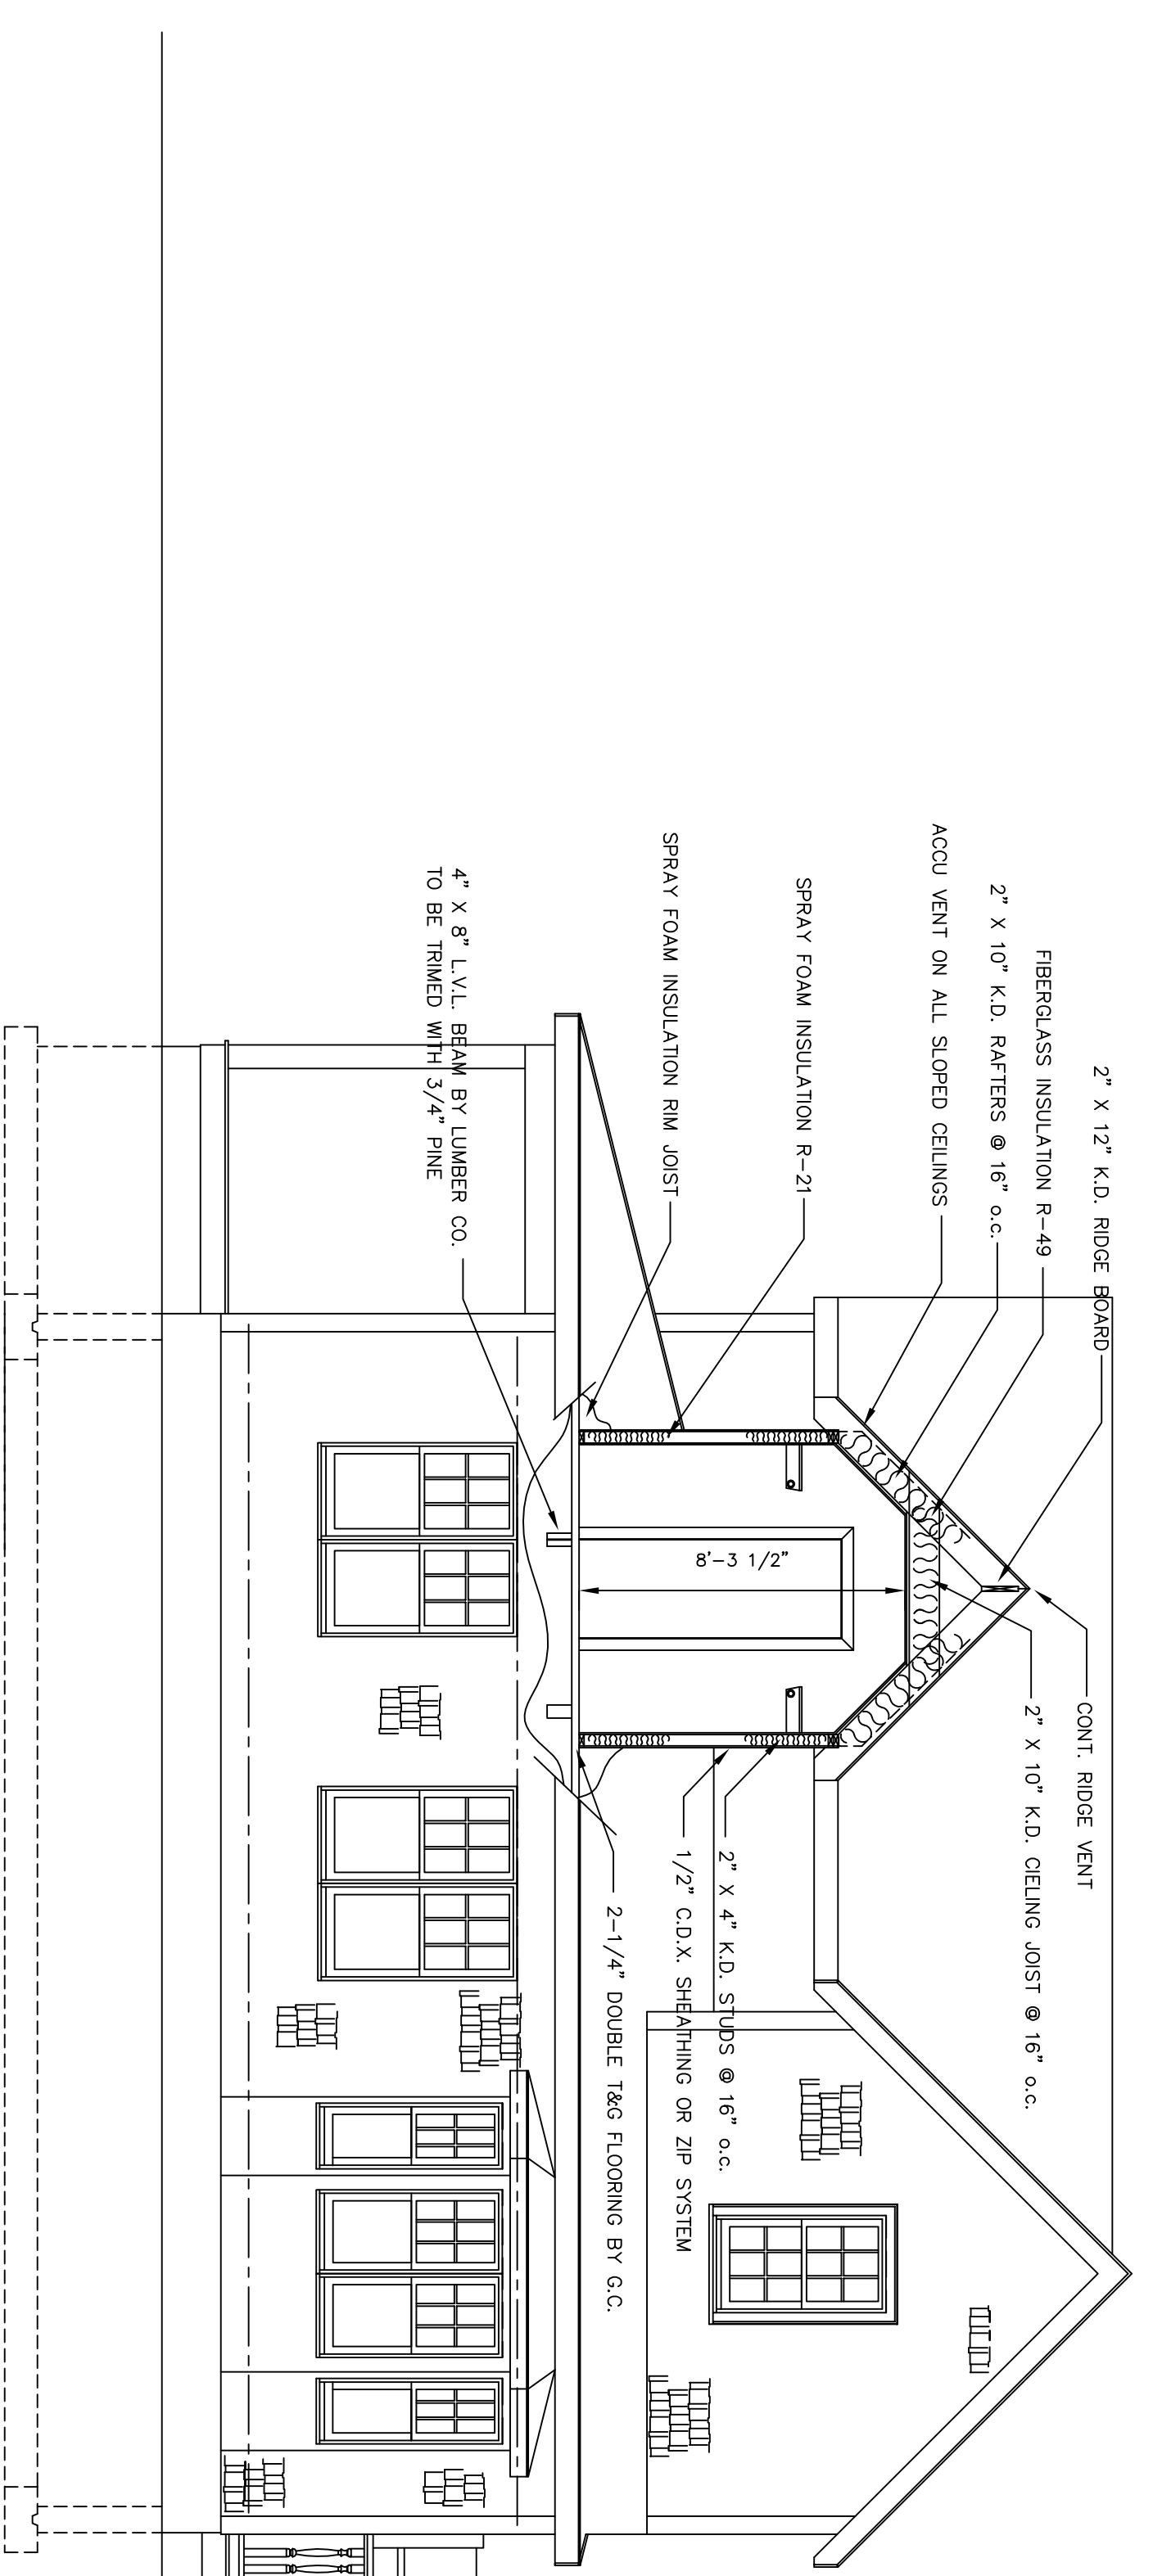 2" X 12" K.D. RIDGE BOARD
FIBERGLASS INSULATION R-49
2" X 10" K.D. RAFTERS @ 16" o.c.
ACCU VENT ON ALL SLOPED CEILINGS
SPRAY FOAM INSULATION R-21
SPRAY FOAM INSULATION RIM JOIST
4" X 8" L.V.L. BEAM BY LUMBER CO.
TO BE TRIMED WITH 3/4" PINE
8'-3 1/2"
CONT. RIDGE VENT
2" X 10" K.D. CIELING JOIST @ 16" o.c.
2" X 4" K.D. STUDS @ 16" o.c.
1/2" C.D.X. SHEATHING OR ZIP SYSTEM
2-1/4" DOUBLE T&G FLOORING BY G.C.